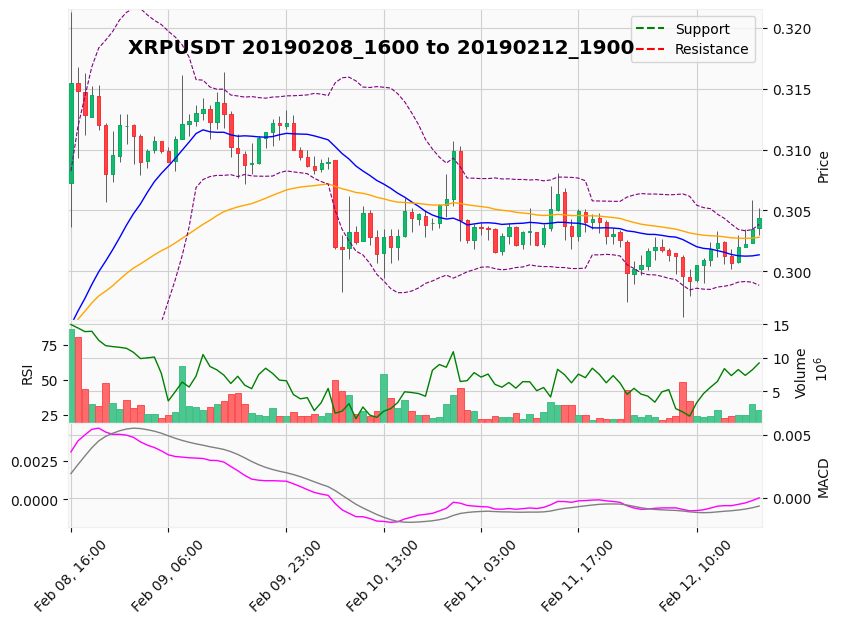 XRPUSDT 20190208_1600 to 20190212_1900
Support
Resistance
0.320
0.315
0.310
0.305
0.300
Price
75
50
25
RSI
15
10
5
Volume
10^6
0.0025
0.0000
0.005
0.000
MACD
Feb 08, 16:00
Feb 09, 06:00
Feb 09, 23:00
Feb 10, 13:00
Feb 11, 03:00
Feb 11, 17:00
Feb 12, 10:00